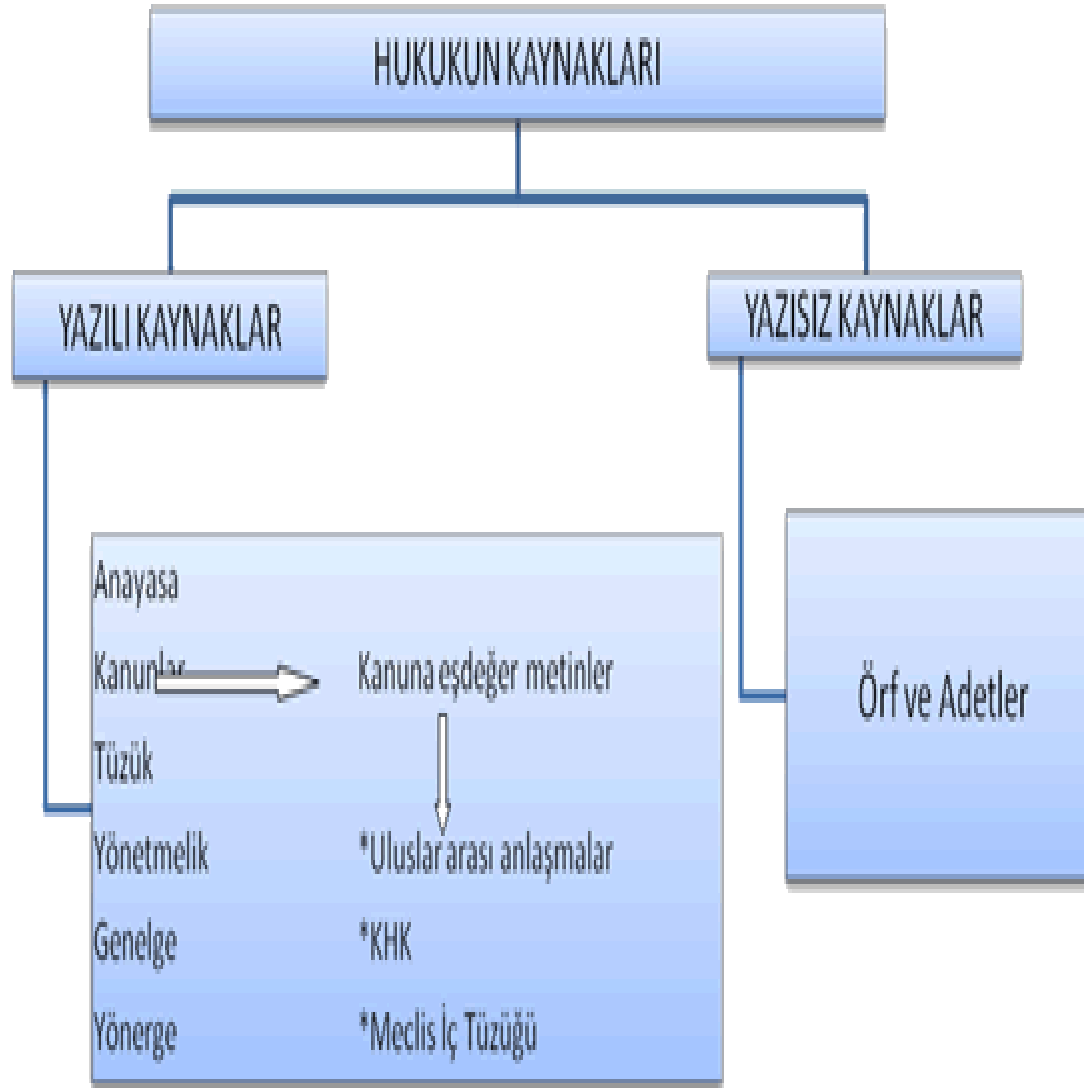 HUKUKUN KAYNAKLARI
YAZILI KAYNAKLAR
YAZISIZ KAYNAKLAR
Anayasa
Kanunlar
Kanuna eşdeğer metinler
Tüzük
Yönetmelik
*Uluslar arası anlaşmalar
Genelge
*KHK
Yönerge
*Meclis İç Tüzüğü
Örf ve Adetler